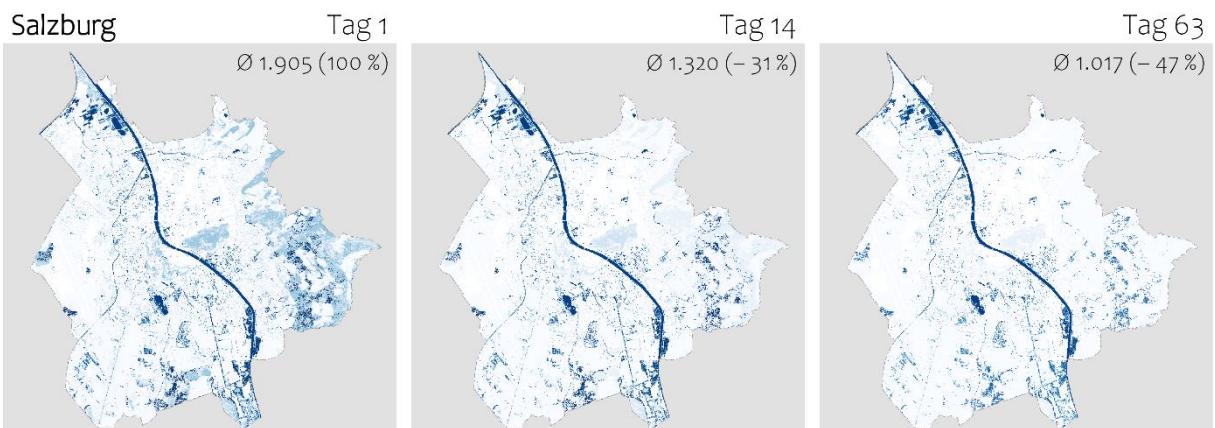 Salzburg
Tag 1
Ø 1.905 (100 %)
Tag 14
Ø 1.320 (– 31 %)
Tag 63
Ø 1.017 (– 47 %)